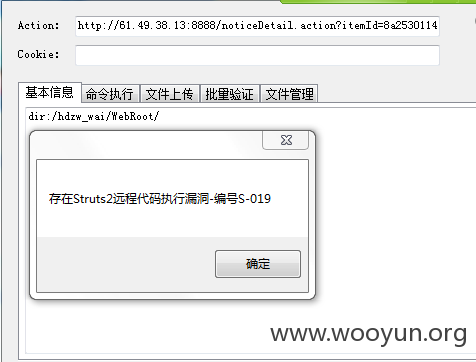 Action: http://61.49.38.13:8888/noticeDetail.action?itemId=8a2530114
Cookie:
基本信息 命令执行 文件上传 批量验证 文件管理
dir:/hdzw_wai/WebRoot/
存在Struts2远程代码执行漏洞-编号S-019
确定
www.wooyun.org